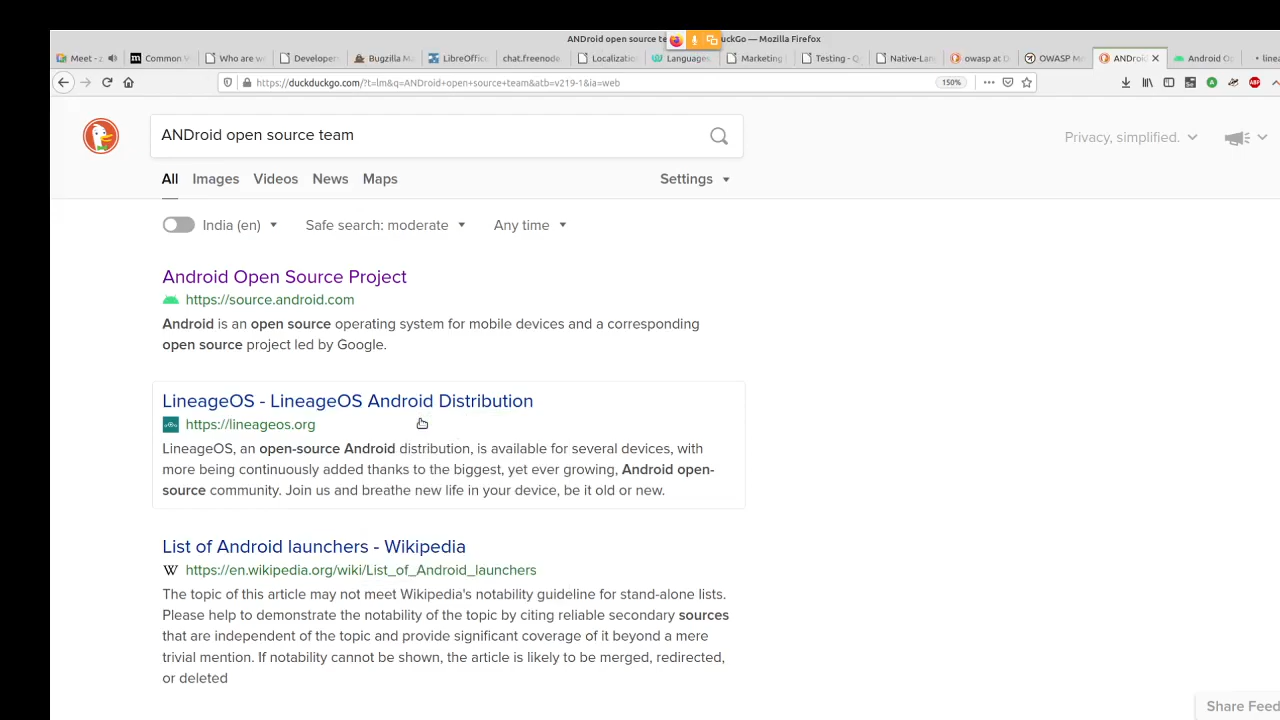 ANDroid open source te
uckGo — Mozilla Firefox
Meet - z
Common V
Who are w
Developer
Bugzilla M
LibreOffic
chat.freenode
Localizatio
Languages
Marketing
Testing - Q
Native-Lan
owasp at D
OWASP M
ANDroid
Android O
linea
https://duckduckgo.com/?t=lm&q=ANDroid+open+source+team&atb=v219-1&ia=web
150%
ABP
ANDroid open source team
Privacy, simplified.
All Images Videos News Maps
Settings
India (en) Safe search: moderate Any time
Android Open Source Project
https://source.android.com
Android is an open source operating system for mobile devices and a corresponding
open source project led by Google.
LineageOS - LineageOS Android Distribution
https://lineageos.org
LineageOS, an open-source Android distribution, is available for several devices, with
more being continuously added thanks to the biggest, yet ever growing, Android open-
source community. Join us and breathe new life in your device, be it old or new.
List of Android launchers - Wikipedia
W https://en.wikipedia.org/wiki/List_of_Android_launchers
The topic of this article may not meet Wikipedia's notability guideline for stand-alone lists.
Please help to demonstrate the notability of the topic by citing reliable secondary sources
that are independent of the topic and provide significant coverage of it beyond a mere
trivial mention. If notability cannot be shown, the article is likely to be merged, redirected,
or deleted
Share Feed